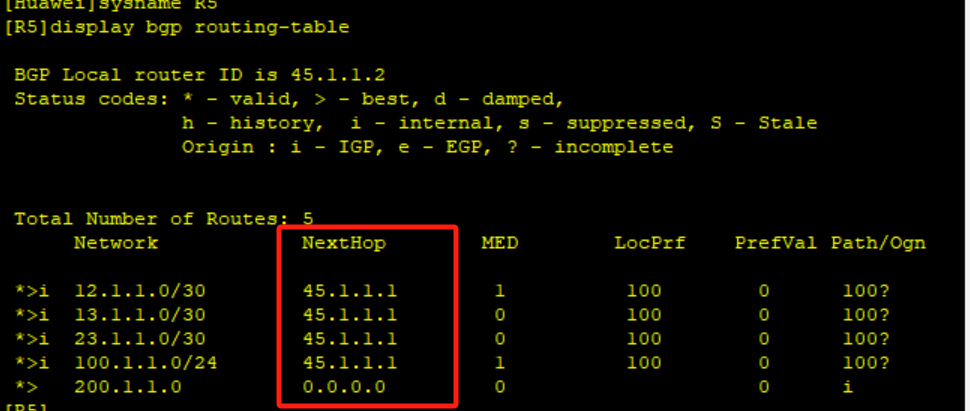 [Huawei]sysname R5
[R5]display bgp routing-table
BGP Local router ID is 45.1.1.2
Status codes: * - valid, > - best, d - damped,
h - history,  i - internal, s - suppressed, S - Stale
Origin : i - IGP, e - EGP, ? - incomplete
Total Number of Routes: 5
Network NextHop MED LocPrf PrefVal Path/Ogn
*>i 12.1.1.0/30 45.1.1.1 1 100 0 100?
*>i 13.1.1.0/30 45.1.1.1 0 100 0 100?
*>i 23.1.1.0/30 45.1.1.1 0 100 0 100?
*>i 100.1.1.0/24 45.1.1.1 1 100 0 100?
*> 200.1.1.0 0.0.0.0 0 0 i
[R5]